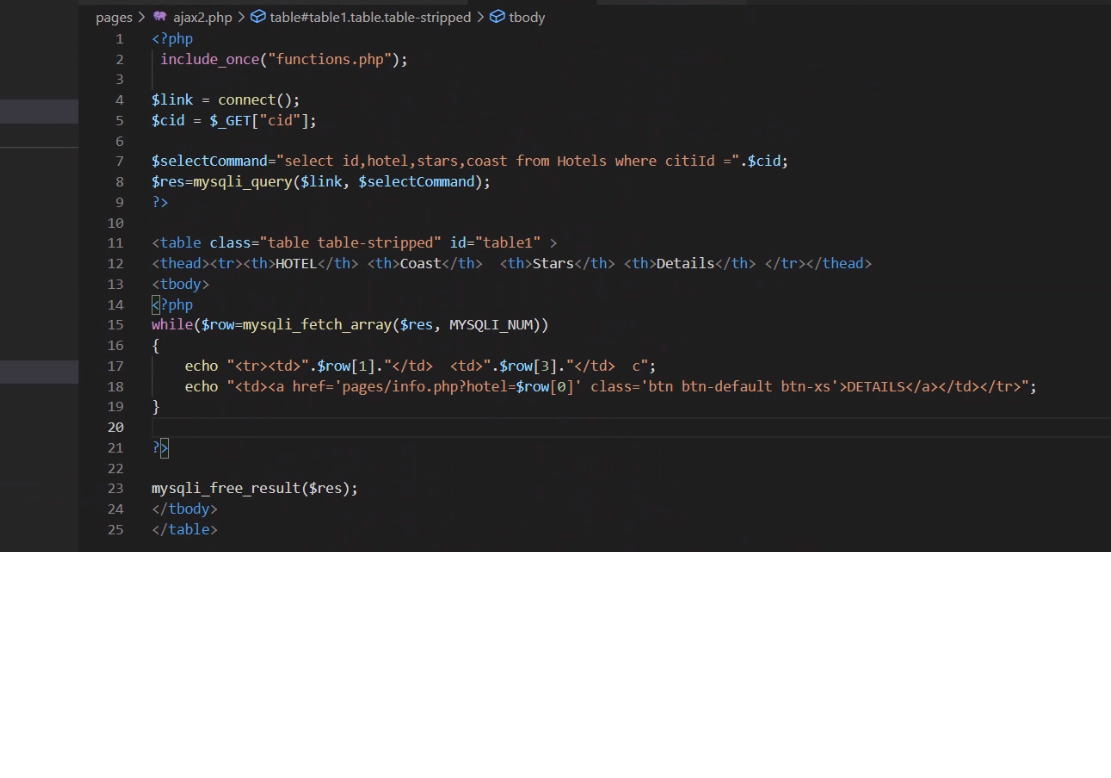 pages > ajax2.php > table#table1.table.table-stripped > tbody
1 <?php
2  include_once("functions.php");
3
4 $link = connect();
5 $cid = $_GET["cid"];
6
7 $selectCommand="select id,hotel,stars,coast from Hotels where citiId =".$cid;
8 $res=mysqli_query($link, $selectCommand);
9 ?>
10
11 <table class="table table-stripped" id="table1" >
12 <thead><tr><th>HOTEL</th> <th>Coast</th>  <th>Stars</th> <th>Details</th> </tr></thead>
13 <tbody>
14 <?php
15 while($row=mysqli_fetch_array($res, MYSQLI_NUM))
16 {
17     echo "<tr><td>".$row[1]."</td>  <td>".$row[3]."</td>  c";
18     echo "<td><a href='pages/info.php?hotel=$row[0]' class='btn btn-default btn-xs'>DETAILS</a></td></tr>";
19 }
20
21 ?>
22
23 mysqli_free_result($res);
24 </tbody>
25 </table>